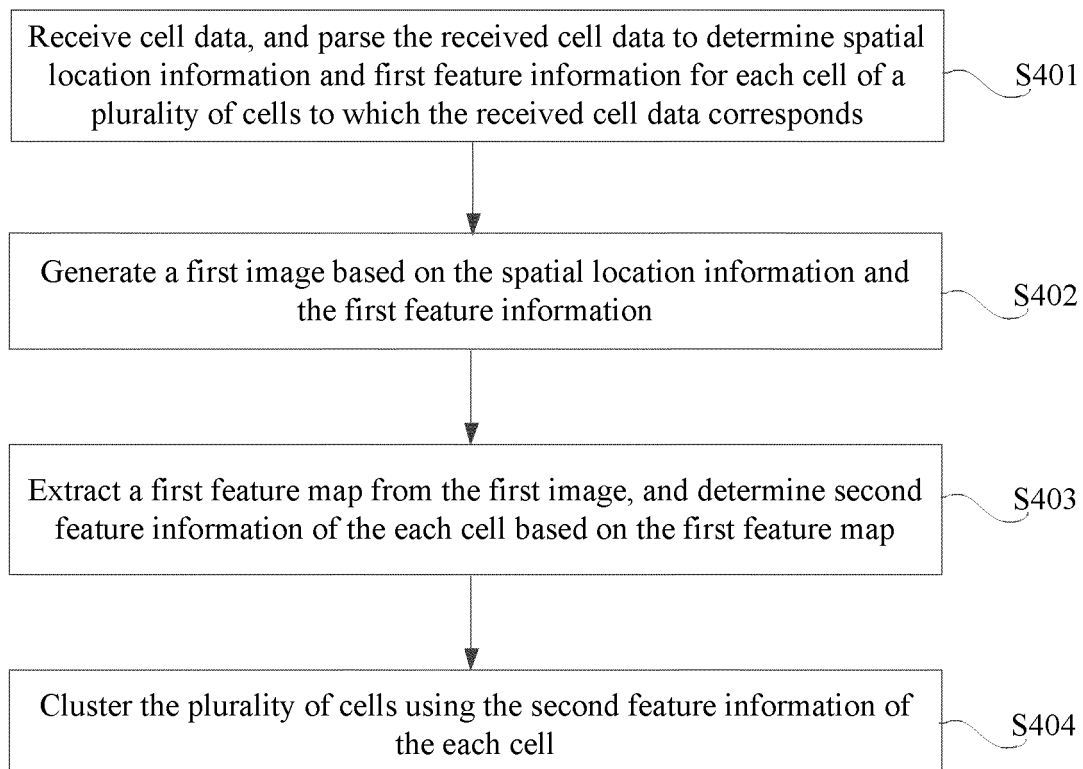 Receive cell data, and parse the received cell data to determine spatial
location information and first feature information for each cell of a
plurality of cells to which the received cell data corresponds
S401
Generate a first image based on the spatial location information and
the first feature information
S402
Extract a first feature map from the first image, and determine second
feature information of the each cell based on the first feature map
S403
Cluster the plurality of cells using the second feature information of
the each cell
S404